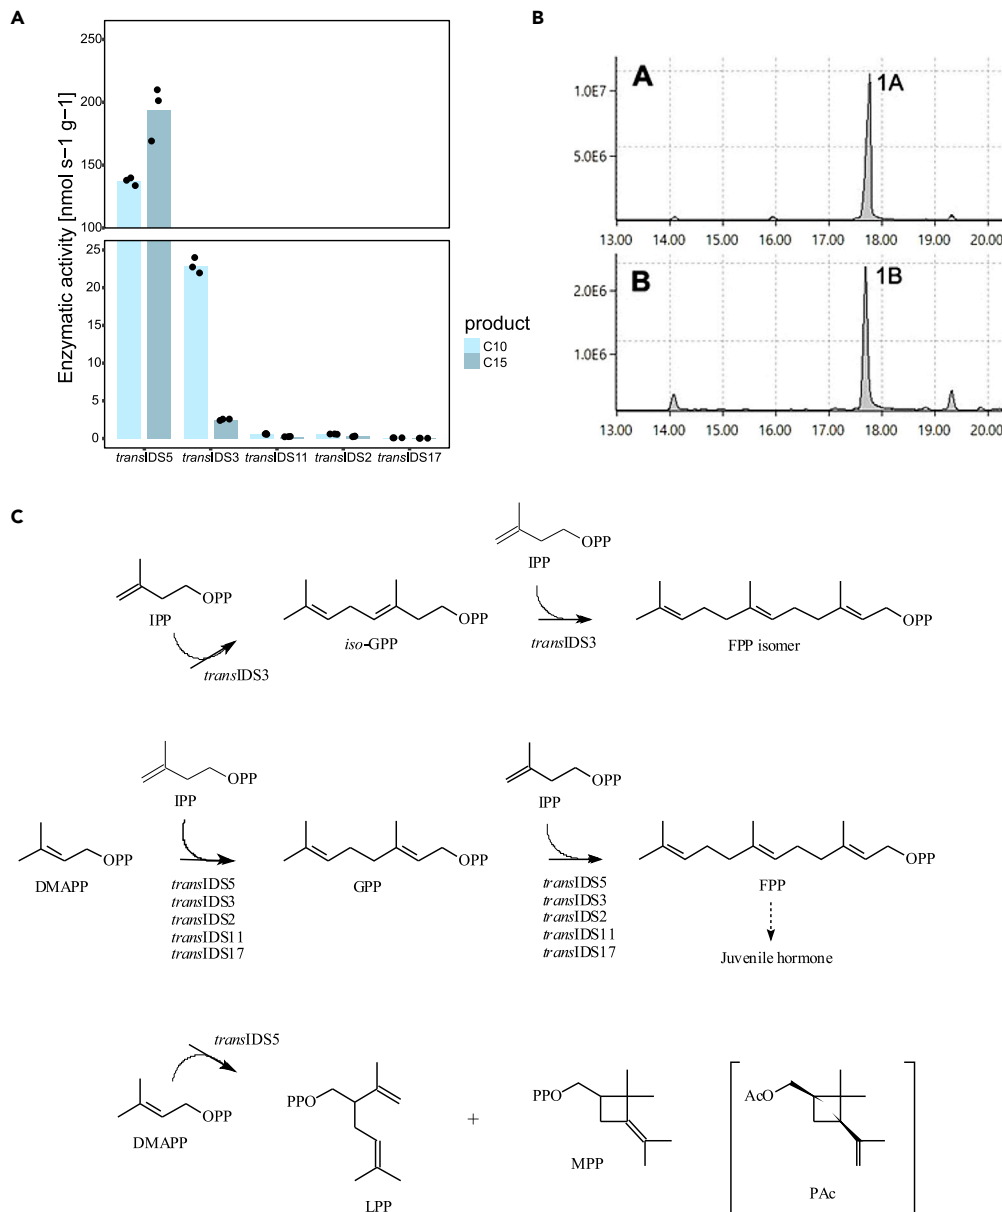 A
Enzymatic activity [nmol s−1 g−1]
250
200
150
100
25
20
15
10
5
0
transIDS5 transIDS3 transIDS11 transIDS2 transIDS17
product
C10
C15
B
A
1A
1.0E7
5.0E6
13.00 14.00 15.00 16.00 17.00 18.00 19.00 20.00
B
1B
2.0E6
1.0E6
13.00 14.00 15.00 16.00 17.00 18.00 19.00 20.00
C
OPP
IPP
transIDS3
OPP
iso-GPP
OPP
IPP
transIDS3
OPP
FPP isomer
OPP
DMAPP
OPP
IPP
transIDS5
transIDS3
transIDS2
transIDS11
transIDS17
OPP
GPP
OPP
IPP
transIDS5
transIDS3
transIDS2
transIDS11
transIDS17
OPP
FPP
Juvenile hormone
OPP
DMAPP
transIDS5
PPO
LPP
+
PPO
MPP
AcO
PAc